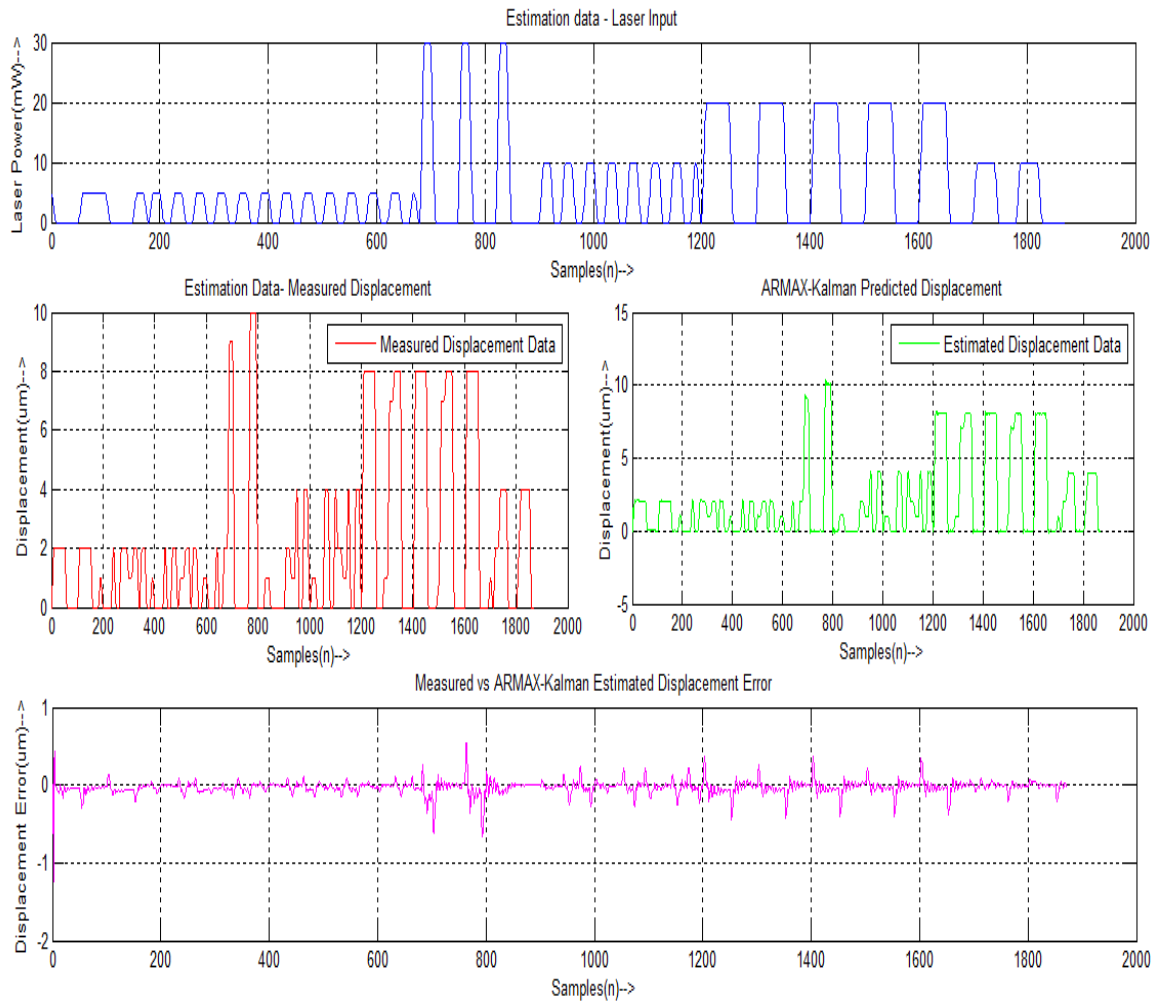 Estimation data - Laser Input
Laser Power(mW)-->
30
20
10
0
0 200 400 600 800 1000 1200 1400 1600 1800 2000
Samples(n)-->
Estimation Data- Measured Displacement
Displacement(um)-->
10
8
6
4
2
0
Measured Displacement Data
0 200 400 600 800 1000 1200 1400 1600 1800 2000
Samples(n)-->
ARMAX-Kalman Predicted Displacement
Displacement(um)-->
15
10
5
0
-5
Estimated Displacement Data
0 200 400 600 800 1000 1200 1400 1600 1800 2000
Samples(n)-->
Measured vs ARMAX-Kalman Estimated Displacement Error
Displacement Error(um)-->
1
0
-1
-2
0 200 400 600 800 1000 1200 1400 1600 1800 2000
Samples(n)-->